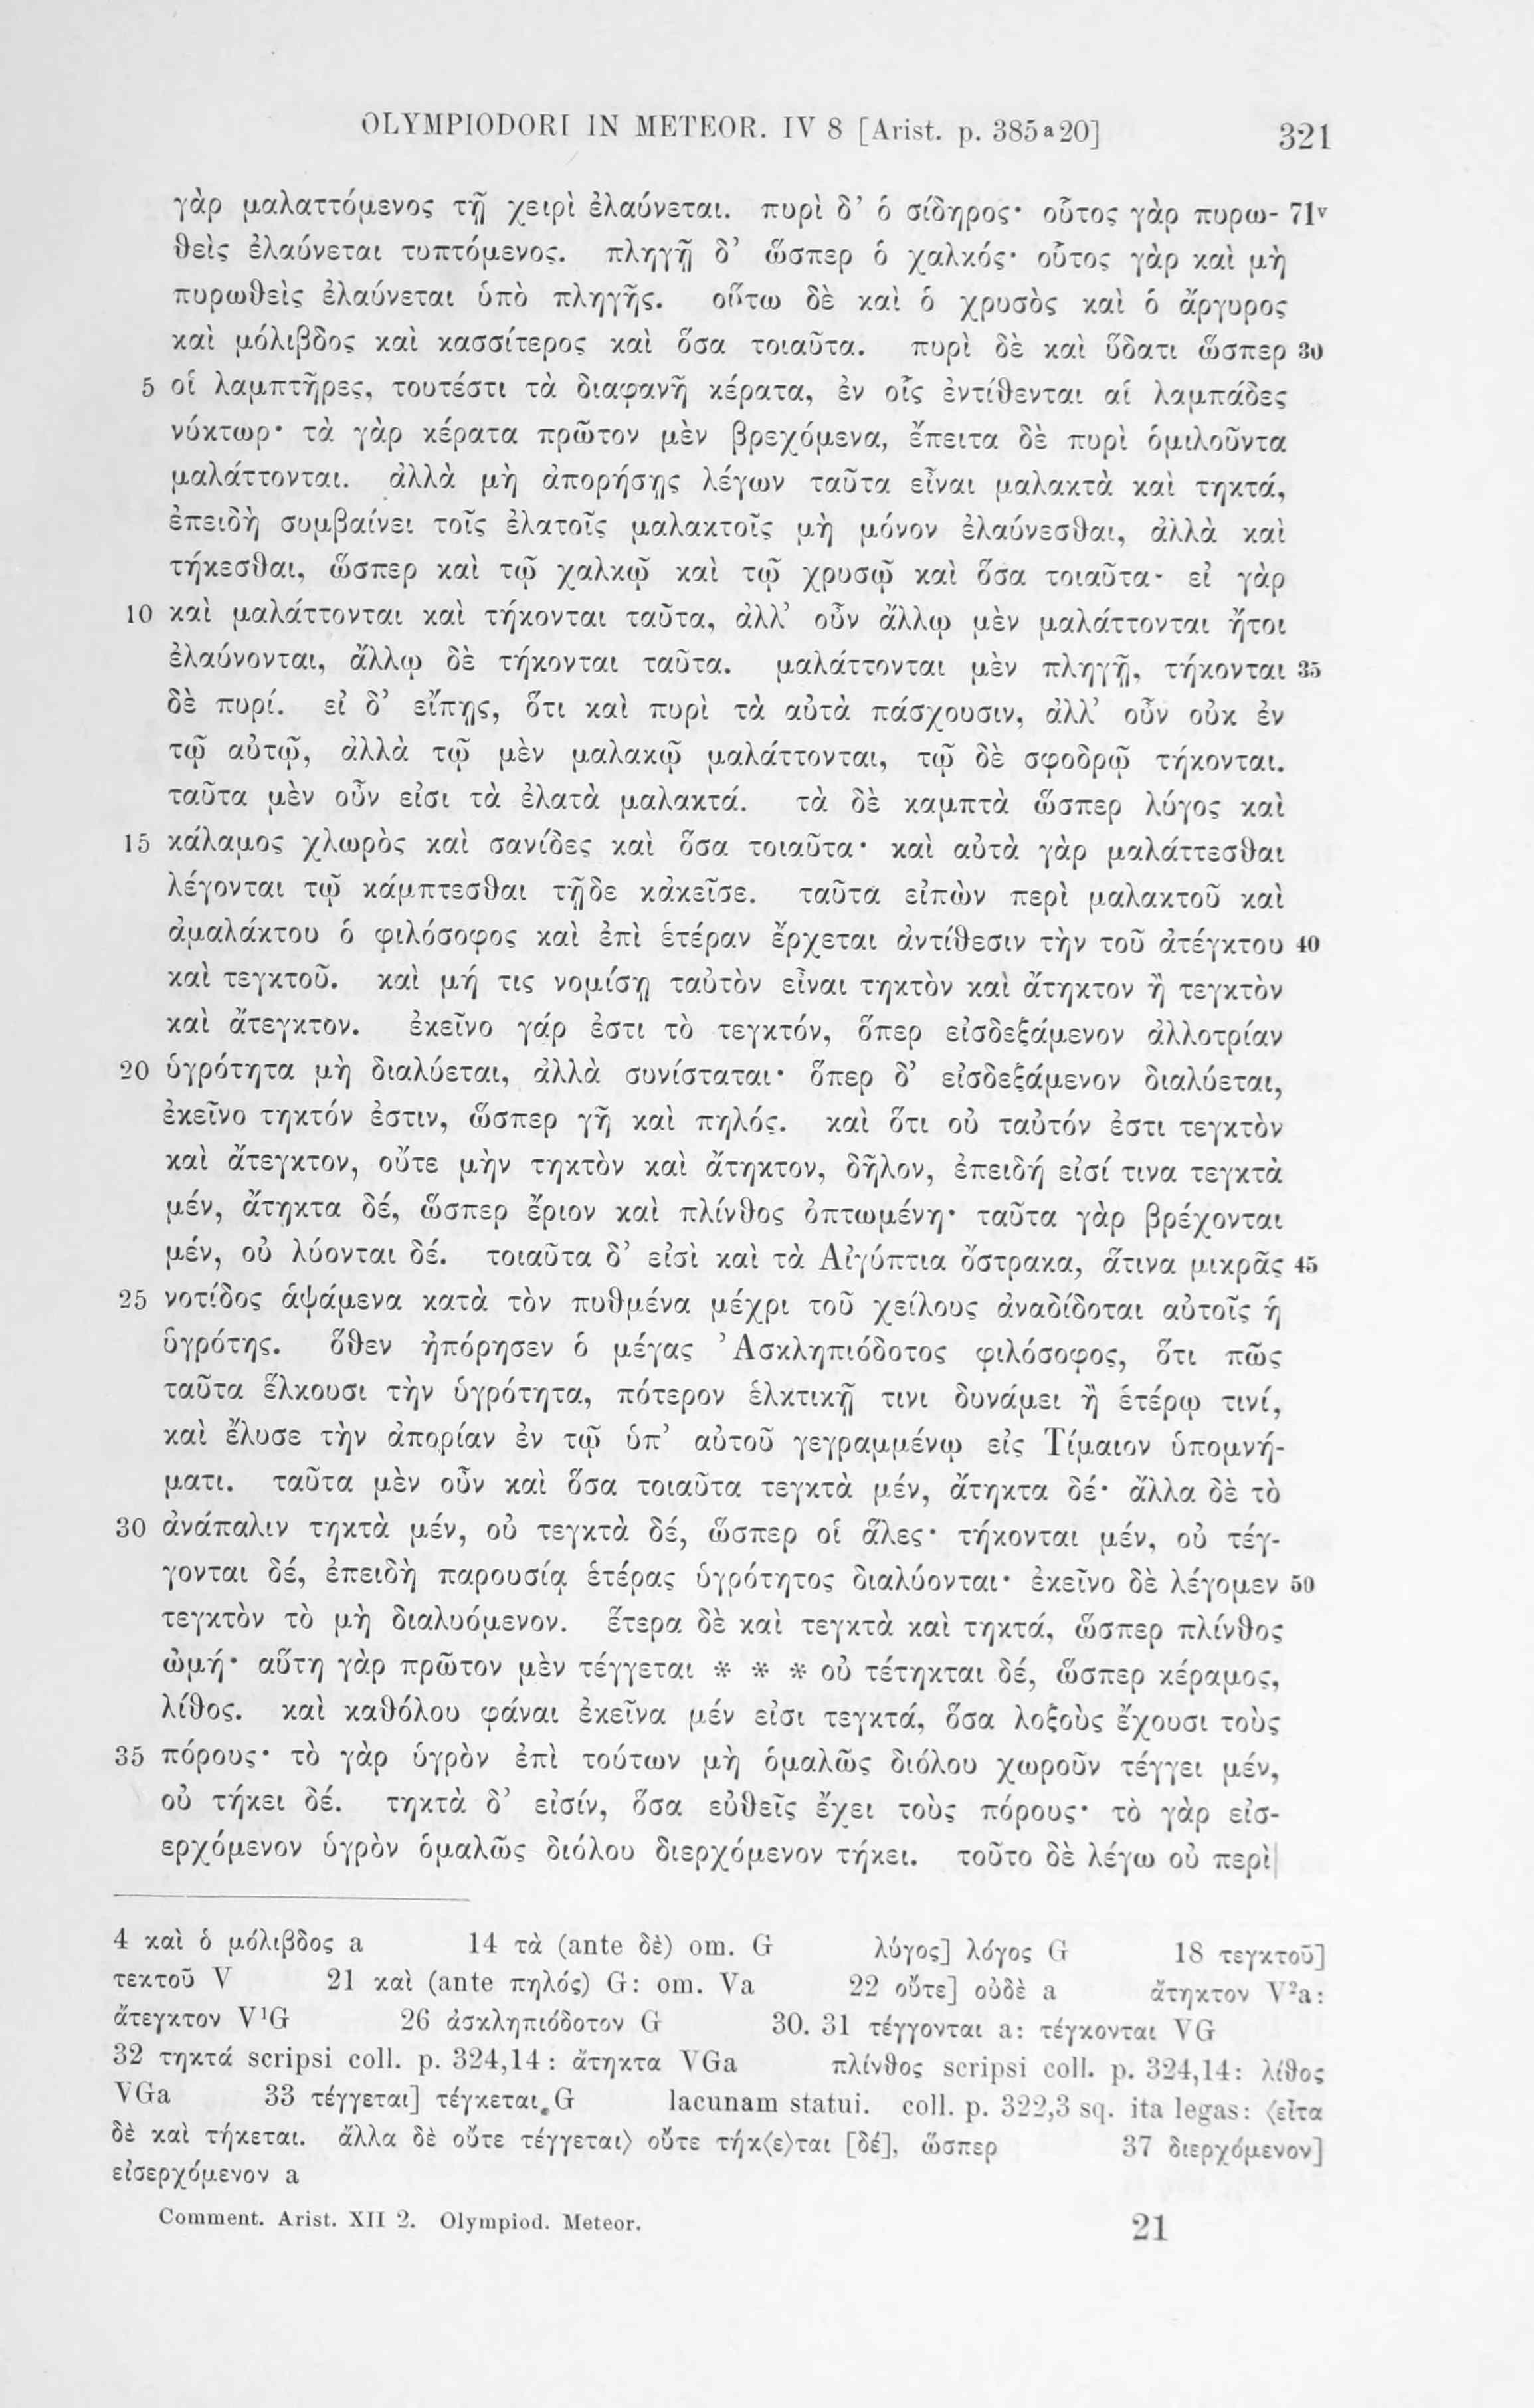 OLYMPIODORI IN METEOR. IV 8 [Arist. p. 385ᵃ20] 321
γὰρ μαλαττόμενος τῇ χειρὶ ἐλαύνεται. πυρὶ δ’ ὁ σίδηρος· οὗτος γὰρ πυρω- 71ᵛ
θεὶς ἐλαύνεται τυπτόμενος. πληγῇ δ’ ὥσπερ ὁ χαλκός· οὗτος γὰρ καὶ μὴ
πυρωθεὶς ἐλαύνεται ὑπὸ πληγῆς. οὕτω δὲ καὶ ὁ χρυσὸς καὶ ὁ ἄργυρος
καὶ μόλιβδος καὶ κασσίτερος καὶ ὅσα τοιαῦτα. πυρὶ δὲ καὶ ὕδατι ὥσπερ 30
5 οἱ λαμπτῆρες, τουτέστι τὰ διαφανῆ κέρατα, ἐν οἷς ἐντίθενται αἱ λαμπάδες
νύκτωρ· τὰ γὰρ κέρατα πρῶτον μὲν βρεχόμενα, ἔπειτα δὲ πυρὶ ὁμιλοῦντα
μαλάττονται. ἀλλὰ μὴ ἀπορήσῃς λέγων ταῦτα εἶναι μαλακτὰ καὶ τηκτά,
ἐπειδὴ συμβαίνει τοῖς ἐλατοῖς μαλακτοῖς μὴ μόνον ἐλαύνεσθαι, ἀλλὰ καὶ
τήκεσθαι, ὥσπερ καὶ τῷ χαλκῷ καὶ τῷ χρυσῷ καὶ ὅσα τοιαῦτα· εἰ γὰρ
10 καὶ μαλάττονται καὶ τήκονται ταῦτα, ἀλλ’ οὖν ἄλλῳ μὲν μαλάττονται ἤτοι
ἐλαύνονται, ἄλλῳ δὲ τήκονται ταῦτα. μαλάττονται μὲν πληγῇ, τήκονται 35
δὲ πυρί. εἰ δ’ εἴπῃς, ὅτι καὶ πυρὶ τὰ αὐτὰ πάσχουσιν, ἀλλ’ οὖν οὐκ ἐν
τῷ αὐτῷ, ἀλλὰ τῷ μὲν μαλακῷ μαλάττονται, τῷ δὲ σφοδρῷ τήκονται.
ταῦτα μὲν οὖν εἰσι τὰ ἐλατὰ μαλακτά. τὰ δὲ καμπτὰ ὥσπερ λύγος καὶ
15 κάλαμος χλωρὸς καὶ σανίδες καὶ ὅσα τοιαῦτα· καὶ αὐτὰ γὰρ μαλάττεσθαι
λέγονται τῷ κάμπτεσθαι τῇδε κἀκεῖσε. ταῦτα εἰπὼν περὶ μαλακτοῦ καὶ
ἀμαλάκτου ὁ φιλόσοφος καὶ ἐπὶ ἑτέραν ἔρχεται ἀντίθεσιν τὴν τοῦ ἀτέγκτου 40
καὶ τεγκτοῦ. καὶ μή τις νομίσῃ ταὐτὸν εἶναι τηκτὸν καὶ ἄτηκτον ἢ τεγκτὸν
καὶ ἄτεγκτον. ἐκεῖνο γάρ ἐστι τὸ τεγκτόν, ὅπερ εἰσδεξάμενον ἀλλοτρίαν
20 ὑγρότητα μὴ διαλύεται, ἀλλὰ συνίσταται· ὅπερ δ’ εἰσδεξάμενον διαλύεται,
ἐκεῖνο τηκτόν ἐστιν, ὥσπερ γῆ καὶ πηλός. καὶ ὅτι οὐ ταὐτόν ἐστι τεγκτὸν
καὶ ἄτεγκτον, οὔτε μὴν τηκτὸν καὶ ἄτηκτον, δῆλον, ἐπειδή εἰσί τινα τεγκτὰ
μέν, ἄτηκτα δέ, ὥσπερ ἔριον καὶ πλίνθος ὀπτωμένη· ταῦτα γὰρ βρέχονται
μέν, οὐ λύονται δέ. τοιαῦτα δ’ εἰσὶ καὶ τὰ Αἰγύπτια ὄστρακα, ἅτινα μικρᾶς 45
25 νοτίδος ἁψάμενα κατὰ τὸν πυθμένα μέχρι τοῦ χείλους ἀναδίδοται αὐτοῖς ἡ
ὑγρότης. ὅθεν ἠπόρησεν ὁ μέγας Ἀσκληπιόδοτος φιλόσοφος, ὅτι πῶς
ταῦτα ἕλκουσι τὴν ὑγρότητα, πότερον ἑλκτικῇ τινι δυνάμει ἢ ἑτέρῳ τινί,
καὶ ἔλυσε τὴν ἀπορίαν ἐν τῷ ὑπ’ αὐτοῦ γεγραμμένῳ εἰς Τίμαιον ὑπομνή-
ματι. ταῦτα μὲν οὖν καὶ ὅσα τοιαῦτα τεγκτὰ μέν, ἄτηκτα δέ· ἄλλα δὲ τὸ
30 ἀνάπαλιν τηκτὰ μέν, οὐ τεγκτὰ δέ, ὥσπερ οἱ ἅλες· τήκονται μέν, οὐ τέγ-
γονται δέ, ἐπειδὴ παρουσίᾳ ἑτέρας ὑγρότητος διαλύονται· ἐκεῖνο δὲ λέγομεν 50
τεγκτὸν τὸ μὴ διαλυόμενον. ἕτερα δὲ καὶ τεγκτὰ καὶ τηκτά, ὥσπερ πλίνθος
ὠμή· αὕτη γὰρ πρῶτον μὲν τέγγεται * * * οὐ τέτηκται δέ, ὥσπερ κέραμος,
λίθος. καὶ καθόλου φάναι ἐκεῖνα μέν εἰσι τεγκτά, ὅσα λοξοὺς ἔχουσι τοὺς
35 πόρους· τὸ γὰρ ὑγρὸν ἐπὶ τούτων μὴ ὁμαλῶς διόλου χωροῦν τέγγει μέν,
οὐ τήκει δέ. τηκτὰ δ’ εἰσίν, ὅσα εὐθεῖς ἔχει τοὺς πόρους· τὸ γὰρ εἰσ-
ερχόμενον ὑγρὸν ὁμαλῶς διόλου διερχόμενον τήκει. τοῦτο δὲ λέγω οὐ περὶ
4 καὶ ὁ μόλιβδος a 14 τὰ (ante δὲ) om. G λύγος] λόγος G 18 τεγκτοῦ]
τεκτοῦ V 21 καὶ (ante πηλός) G: om. Va 22 οὔτε] οὐδὲ a ἄτηκτον V²a:
ἄτεγκτον V¹G 26 ἀσκληπιόδοτον G 30. 31 τέγγονται a: τέγκονται VG
32 τηκτά scripsi coll. p. 324,14: ἄτηκτα VGa πλίνθος scripsi coll. p. 324,14: λίθος
VGa 33 τέγγεται] τέγκεται G lacunam statui. coll. p. 322,3 sq. ita legas: ⟨εἶτα
δὲ καὶ τήκεται. ἄλλα δὲ οὔτε τέγγεται⟩ οὔτε τήκ⟨ε⟩ται [δέ], ὥσπερ 37 διερχόμενον]
εἰσερχόμενον a
Comment. Arist. XII 2. Olympiod. Meteor. 21